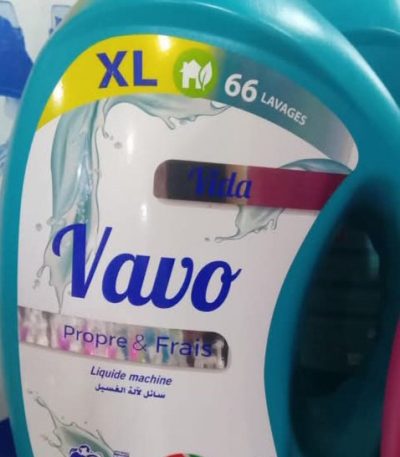 XL 66 LAVAGES
Vida
Vavo
Propre & Frais
Liquide machine
سائل لآلة الغسيل